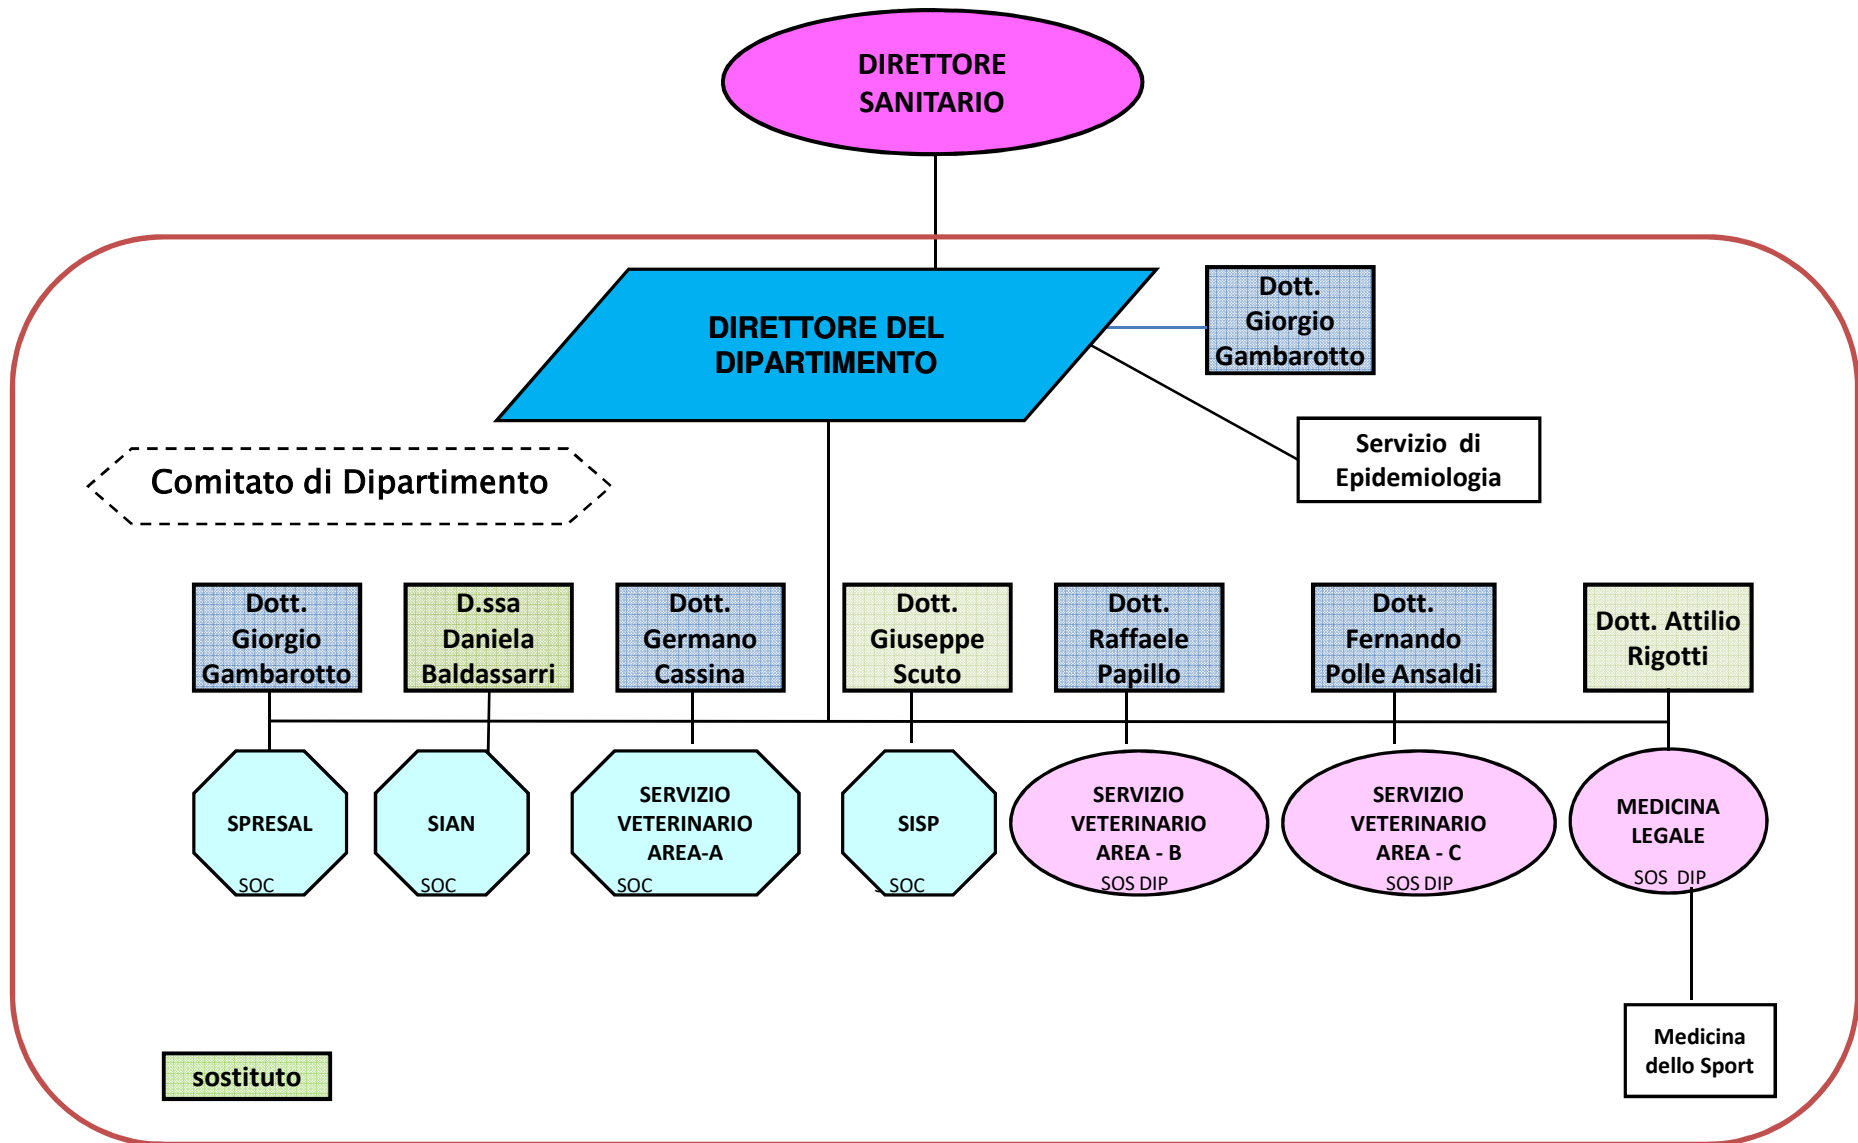 DIRETTORE
SANITARIO
DIRETTORE DEL
DIPARTIMENTO
Dott.
Giorgio
Gambarotto
Servizio di
Epidemiologia
Comitato di Dipartimento
Dott.
Giorgio
Gambarotto
D.ssa
Daniela
Baldassarri
Dott.
Germano
Cassina
Dott.
Giuseppe
Scuto
Dott.
Raffaele
Papillo
Dott.
Fernando
Polle Ansaldi
Dott. Attilio
Rigotti
SPRESAL
SOC
SIAN
SOC
SERVIZIO
VETERINARIO
AREA-A
SOC
SISP
SOC
SERVIZIO
VETERINARIO
AREA - B
SOS DIP
SERVIZIO
VETERINARIO
AREA - C
SOS DIP
MEDICINA
LEGALE
SOS DIP
Medicina
dello Sport
sostituto